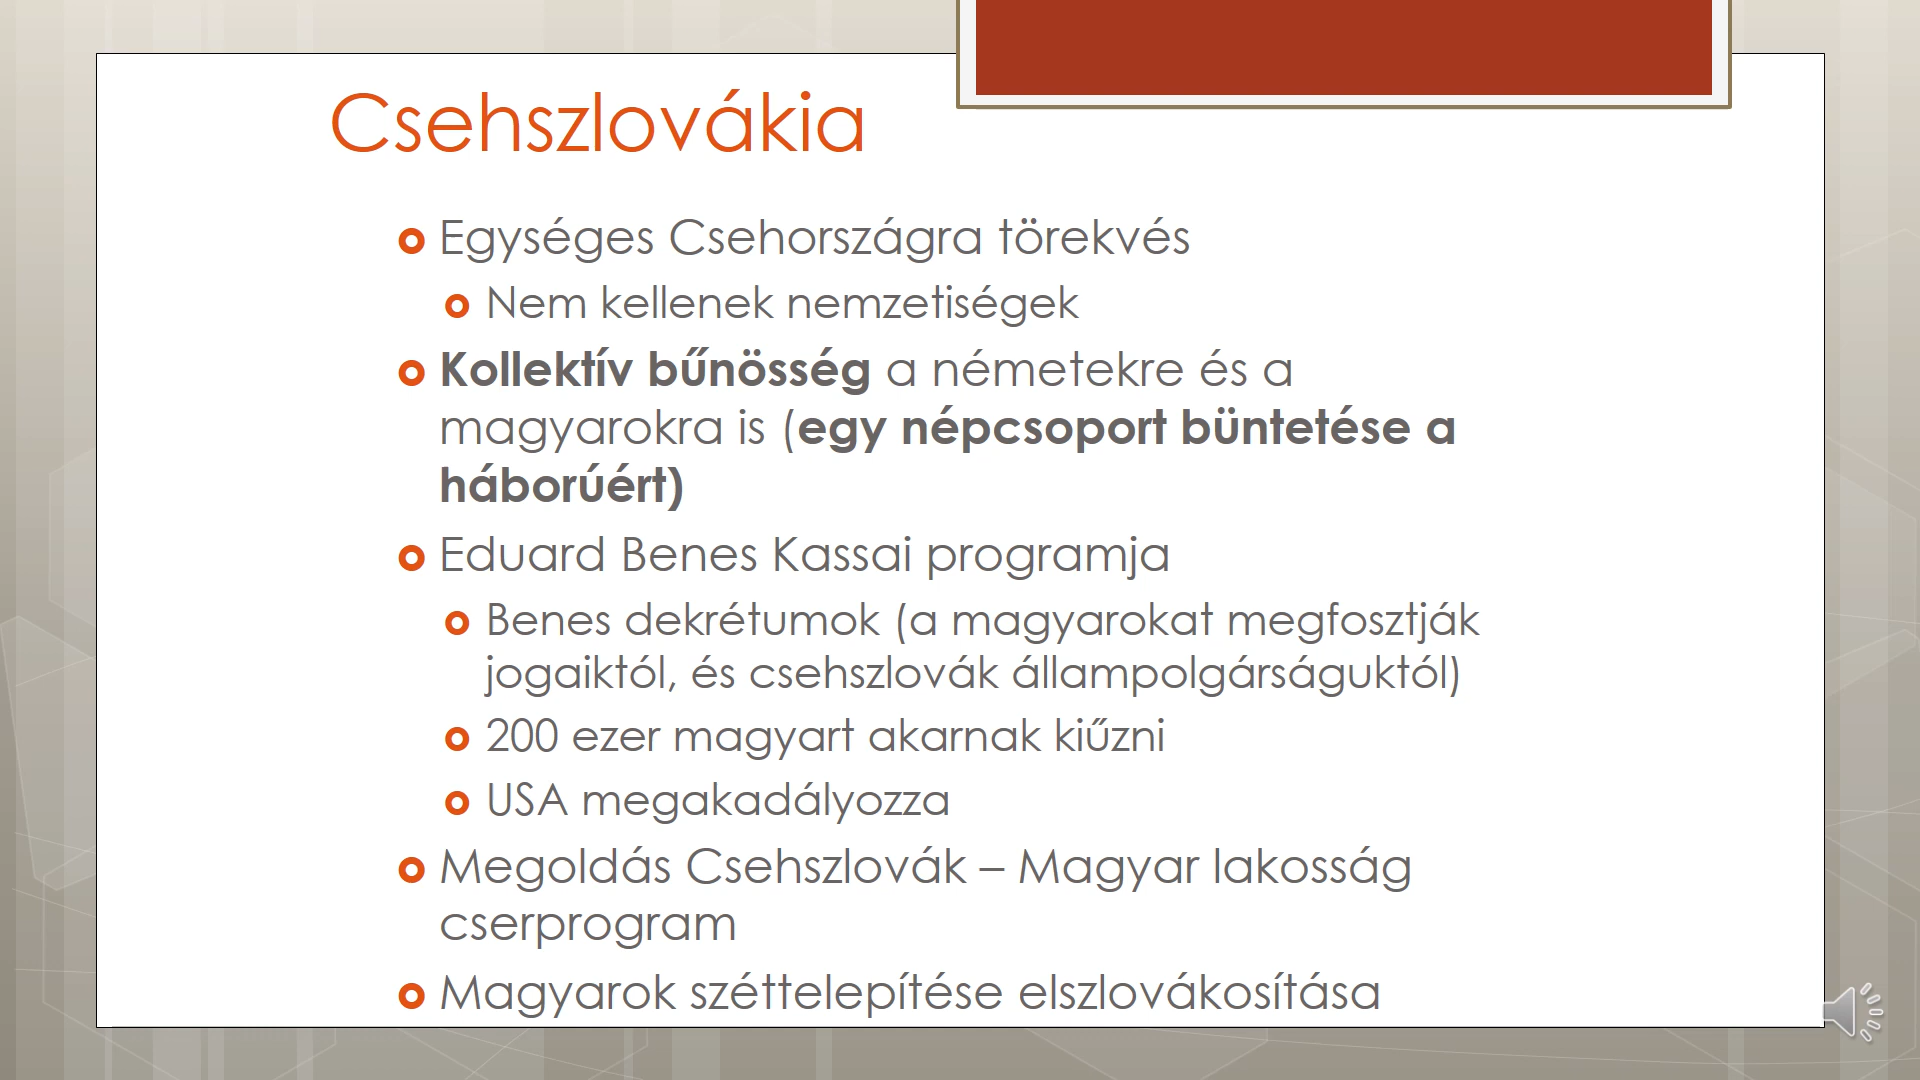 Csehszlovákia
Egységes Csehországra törekvés
Nem kellenek nemzetiségek
Kollektív bűnösség a németekre és a
magyarokra is (egy népcsoport büntetése a
háborúért)
Eduard Benes Kassai programja
Benes dekrétumok (a magyarokat megfosztják
jogaiktól, és csehszlovák állampolgárságuktól)
200 ezer magyart akarnak kiűzni
USA megakadályozza
Megoldás Csehszlovák – Magyar lakosság
cserprogram
Magyarok széttelepítése elszlovákosítása